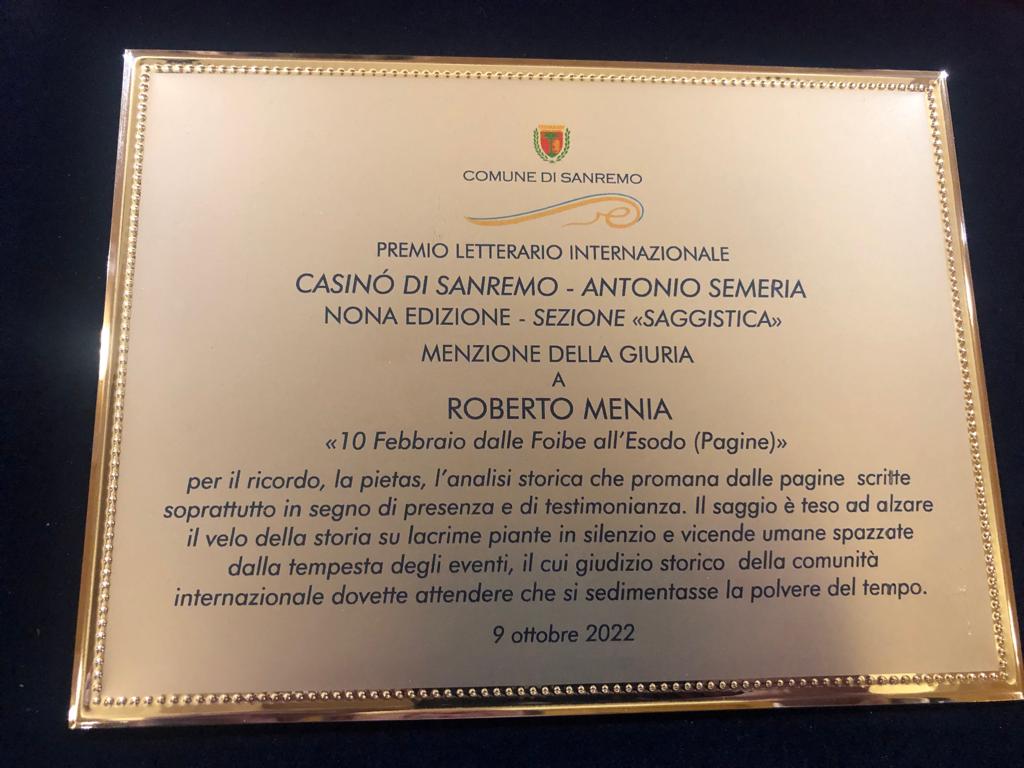 COMUNE DI SANREMO
PREMIO LETTERARIO INTERNAZIONALE
CASINÓ DI SANREMO - ANTONIO SEMERIA
NONA EDIZIONE - SEZIONE «SAGGISTICA»
MENZIONE DELLA GIURIA
A
ROBERTO MENIA
«10 Febbraio dalle Foibe all'Esodo (Pagine)»
per il ricordo, la pietas, l'analisi storica che promana dalle pagine scritte
soprattutto in segno di presenza e di testimonianza. Il saggio è teso ad alzare
il velo della storia su lacrime piante in silenzio e vicende umane spazzate
dalla tempesta degli eventi, il cui giudizio storico della comunità
internazionale dovette attendere che si sedimentasse la polvere del tempo.
9 ottobre 2022